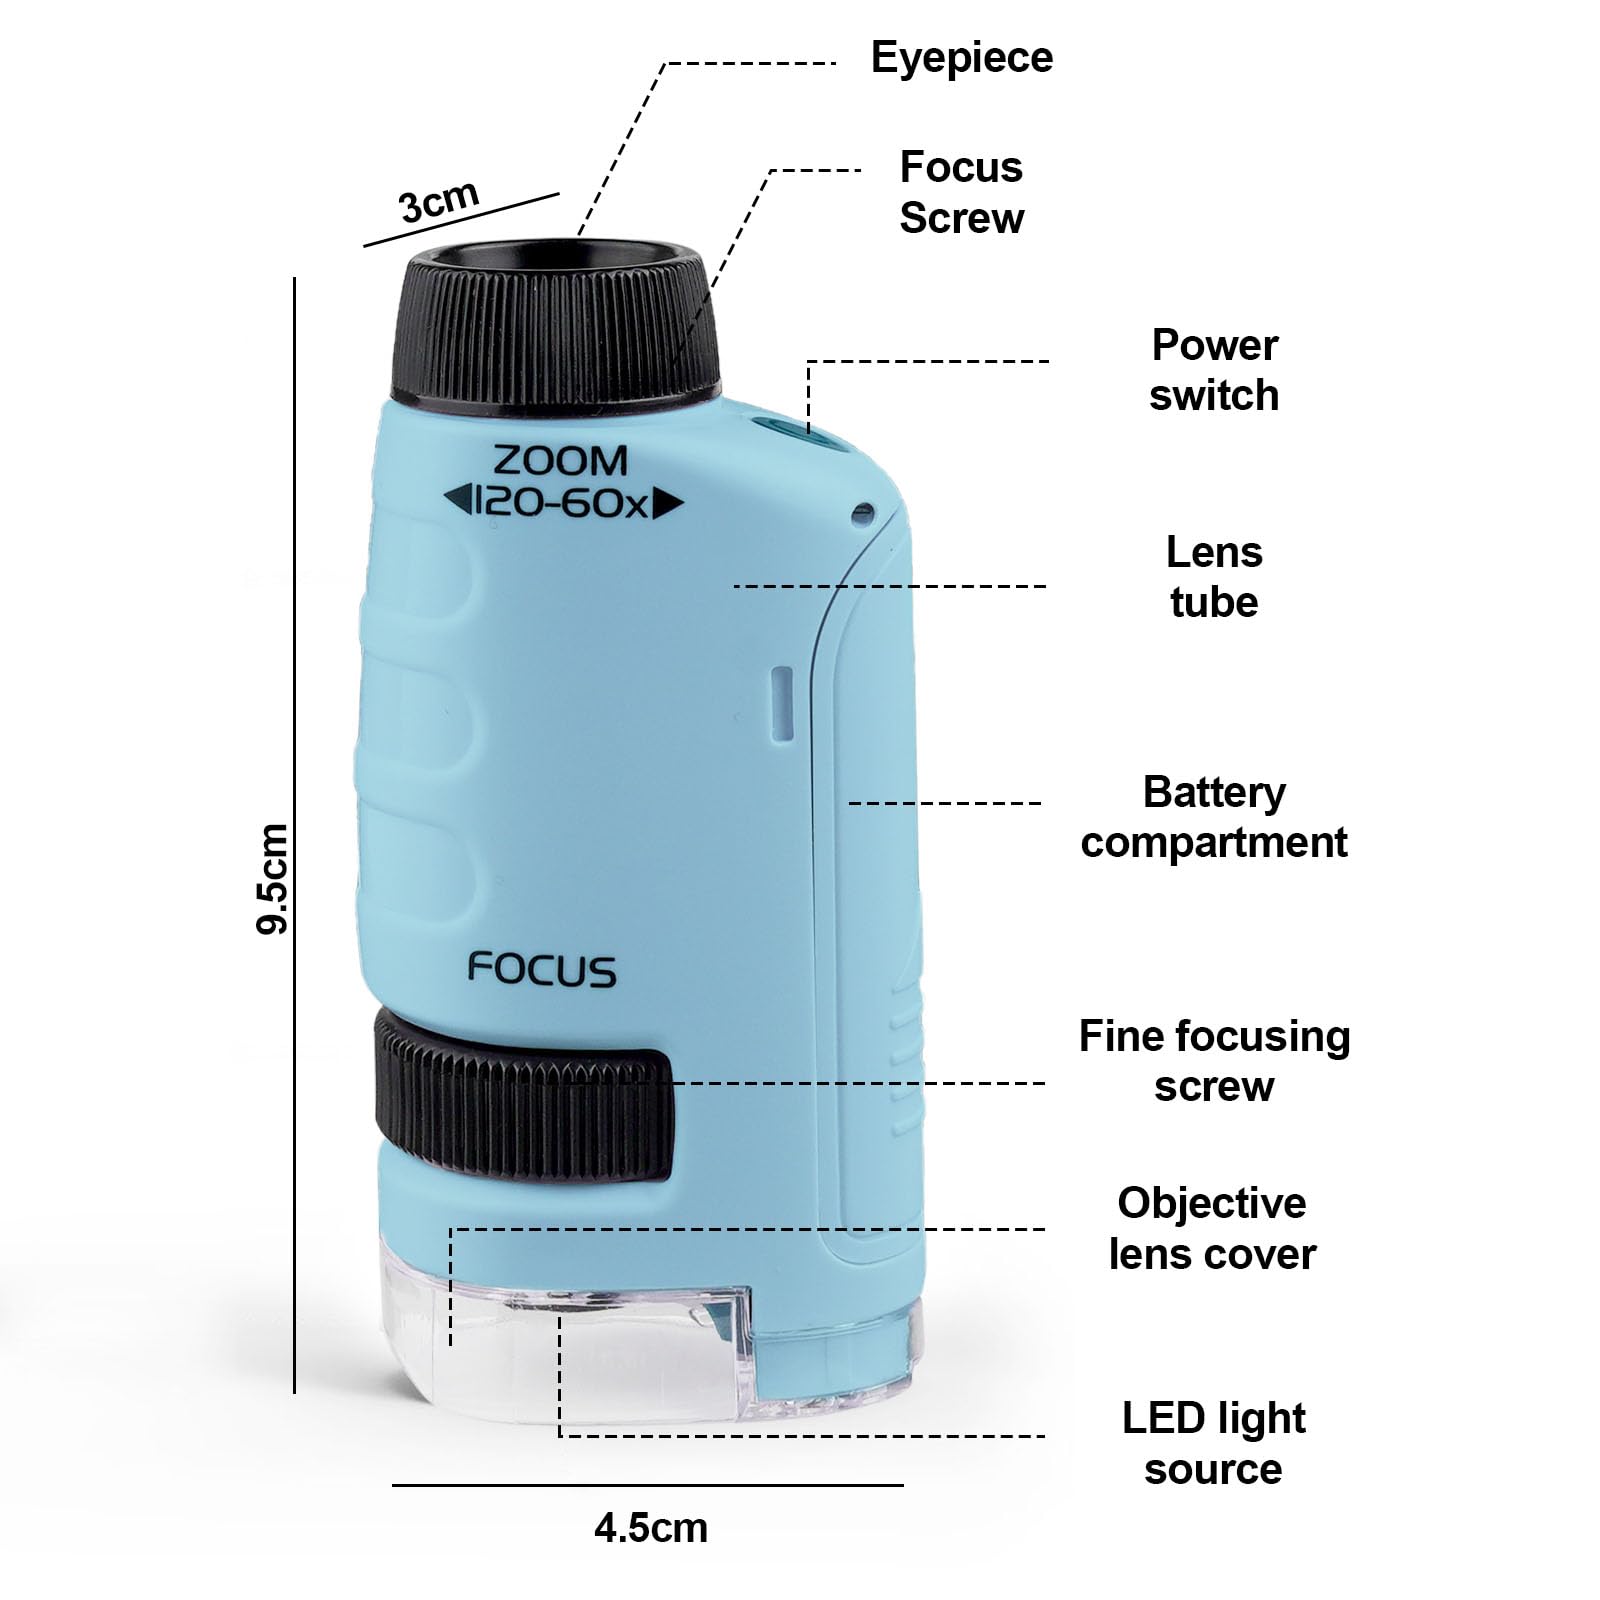 Eyepiece
Focus
Screw
3cm
Power
switch
ZOOM
◀120-60x▶
Lens
tube
Battery
compartment
9.5cm
FOCUS
Fine focusing
screw
Objective
lens cover
LED light
source
4.5cm